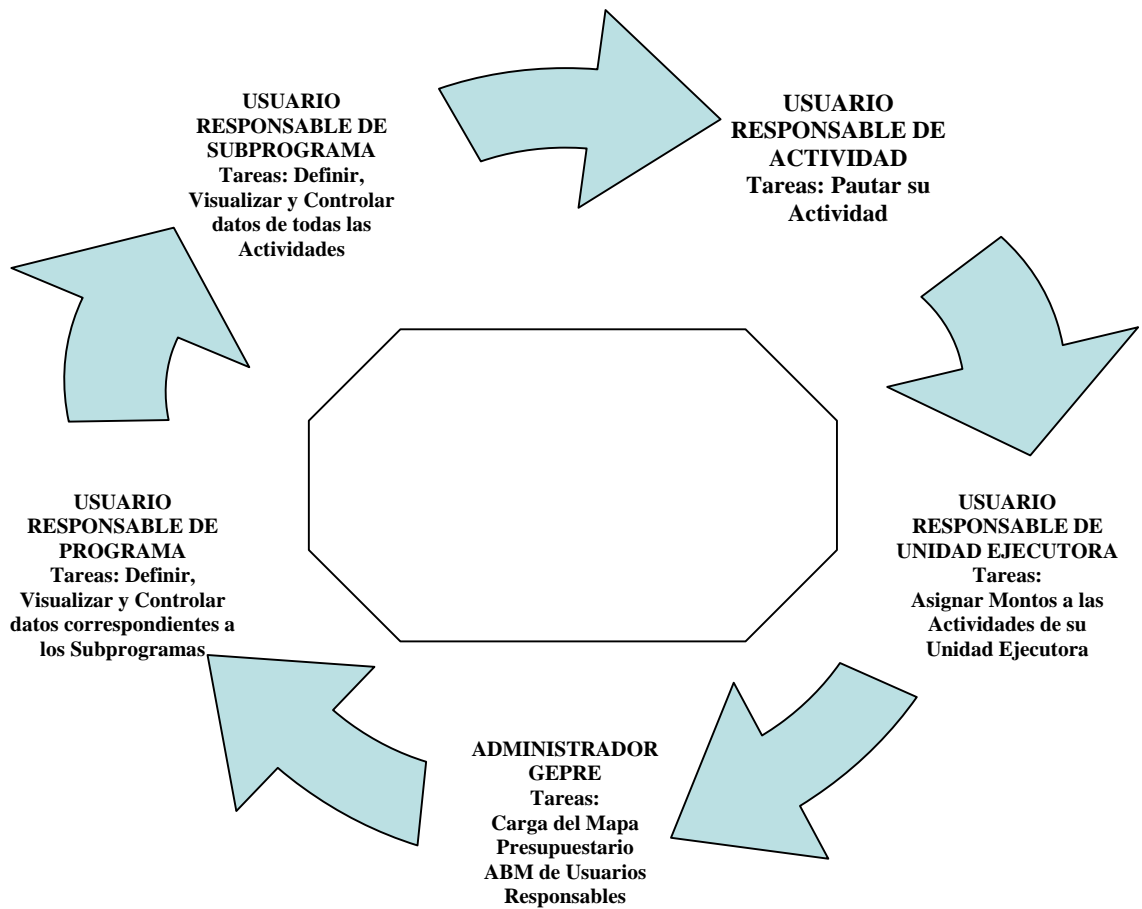 USUARIO
RESPONSABLE DE
SUBPROGRAMA
Tareas: Definir,
Visualizar y Controlar
datos de todas las
Actividades
USUARIO
RESPONSABLE DE
ACTIVIDAD
Tareas: Pautar su
Actividad
USUARIO
RESPONSABLE DE
PROGRAMA
Tareas: Definir,
Visualizar y Controlar
datos correspondientes a
los Subprogramas
USUARIO
RESPONSABLE DE
UNIDAD EJECUTORA
Tareas:
Asignar Montos a las
Actividades de su
Unidad Ejecutora
ADMINISTRADOR
GEPRE
Tareas:
Carga del Mapa
Presupuestario
ABM de Usuarios
Responsables